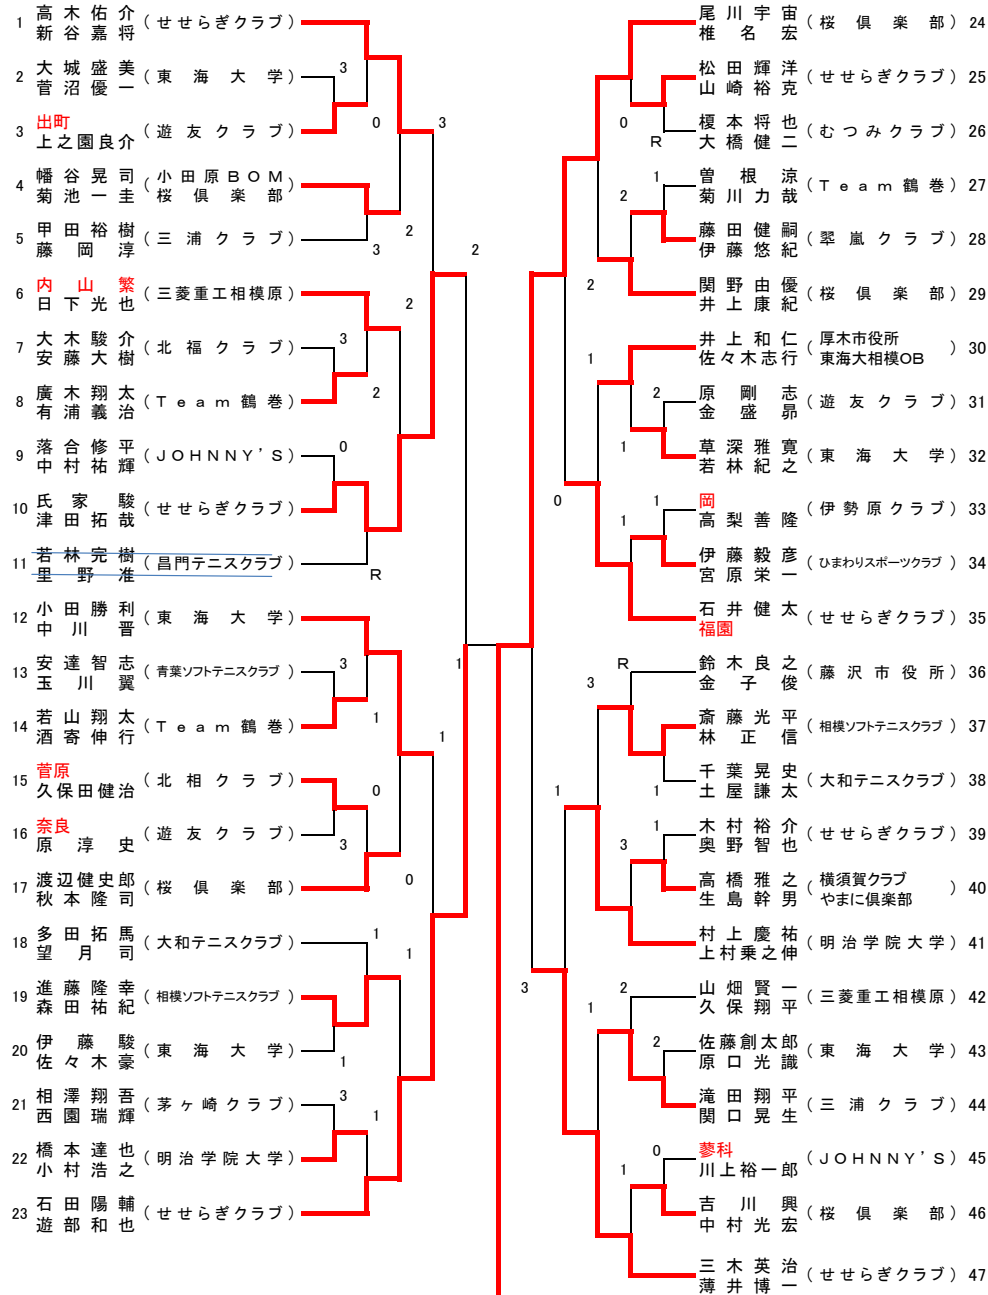 1 高木佑介 (せせらぎクラブ)
新谷嘉将
3
2 大城盛美 (東海大学)
菅沼優一
0
3 出町 (遊友クラブ)
上之園良介
3
4 幡谷晃司 (小田原BOM
菊池一圭 桜倶楽部)
2
5 甲田裕樹 (三浦クラブ)
藤岡淳
3
2
6 内山繁 (三菱重工相模原)
日下光也
2
7 大木駿介 (北福クラブ)
安藤大樹
3
8 廣木翔太 (Team鶴巻)
有浦義治
2
9 落合修平 (JOHNNY'S)
中村祐輝
0
10 氏家駿 (せせらぎクラブ)
津田拓哉
11 若林完樹 (昌門テニスクラブ)
里野准
R
12 小田勝利 (東海大学)
中川晋
13 安達智志 (青葉ソフトテニスクラブ)
玉川翼
3
1
14 若山翔太 (Team鶴巻)
酒寄伸行
1
1
15 菅原 (北相クラブ)
久保田健治
0
16 奈良 (遊友クラブ)
原淳史
3
17 渡辺健史郎 (桜倶楽部)
秋本隆司
0
18 多田拓馬 (大和テニスクラブ)
望月司
1
1
19 進藤隆幸 (相模ソフトテニスクラブ)
森田祐紀
20 伊藤駿 (東海大学)
佐々木豪
1
21 相澤翔吾 (茅ヶ崎クラブ)
西園瑞輝
3
1
22 橋本達也 (明治学院大学)
小村浩之
23 石田陽輔 (せせらぎクラブ)
遊部和也
尾川宇宙 (桜倶楽部) 24
椎名宏
松田輝洋 (せせらぎクラブ) 25
山崎裕克
0
榎本将也 (むつみクラブ) 26
大橋健二
R
曽根涼 (Team鶴巻) 27
菊川力哉
1
2
藤田健嗣 (翠嵐クラブ) 28
伊藤悠紀
2
関野由優 (桜倶楽部) 29
井上康紀
井上和仁 (厚木市役所
佐々木志行 東海大相模OB) 30
1
原剛志 (遊友クラブ) 31
金盛昴
2
草深雅寛 (東海大学) 32
若林紀之
1
0
岡 (伊勢原クラブ) 33
高梨善隆
1
1
伊藤毅彦 (ひまわりスポーツクラブ) 34
宮原栄一
石井健太 (せせらぎクラブ) 35
福園
鈴木良之 (藤沢市役所) 36
金子俊
R
3
斎藤光平 (相模ソフトテニスクラブ) 37
林正信
千葉晃史 (大和テニスクラブ) 38
土屋謙太
1
1
木村裕介 (せせらぎクラブ) 39
奥野智也
1
3
高橋雅之 (横須賀クラブ
生島幹男 やまに倶楽部) 40
村上慶祐 (明治学院大学) 41
上村乗之伸
山畑賢一 (三菱重工相模原) 42
久保翔平
2
3
1
佐藤創太郎 (東海大学) 43
原口光識
2
滝田翔平 (三浦クラブ) 44
関口晃生
蓼科 (JOHNNY'S) 45
川上裕一郎
0
1
吉川興 (桜倶楽部) 46
中村光宏
三木英治 (せせらぎクラブ) 47
薄井博一